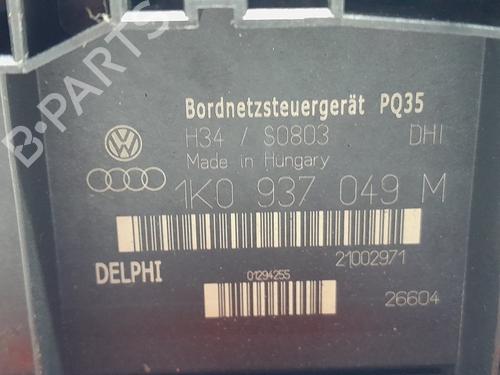 B-PARTS
Bordnetzsteuergerät PQ35
H34 / S0803 DHI
Made in Hungary
1K0 937 049 M
21002971
DELPHI
01294255
26604